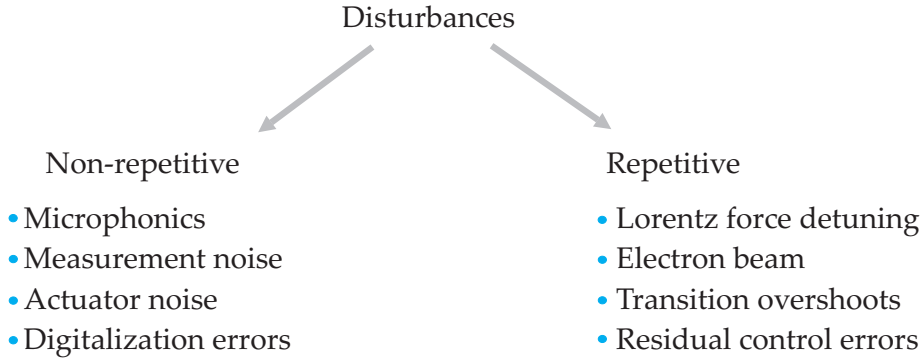 Disturbances
Non-repetitive
• Microphonics
• Measurement noise
• Actuator noise
• Digitalization errors
Repetitive
• Lorentz force detuning
• Electron beam
• Transition overshoots
• Residual control errors